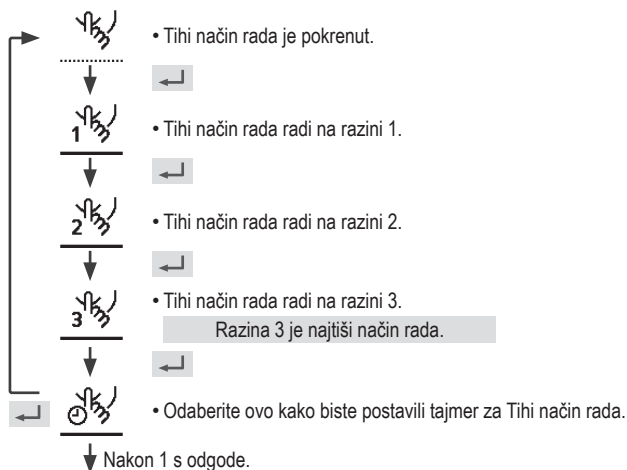 • Tihi način rada je pokrenut.
1
• Tihi način rada radi na razini 1.
2
• Tihi način rada radi na razini 2.
3
• Tihi način rada radi na razini 3.
Razina 3 je najtiši način rada.
• Odaberite ovo kako biste postavili tajmer za Tihi način rada.
Nakon 1 s odgode.